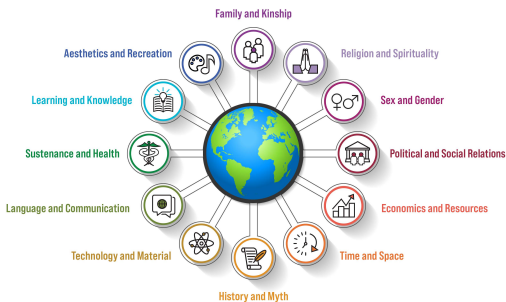 Family and Kinship
Aesthetics and Recreation
Religion and Spirituality
Learning and Knowledge
Sex and Gender
Sustenance and Health
Political and Social Relations
Language and Communication
Economics and Resources
Technology and Material
Time and Space
History and Myth